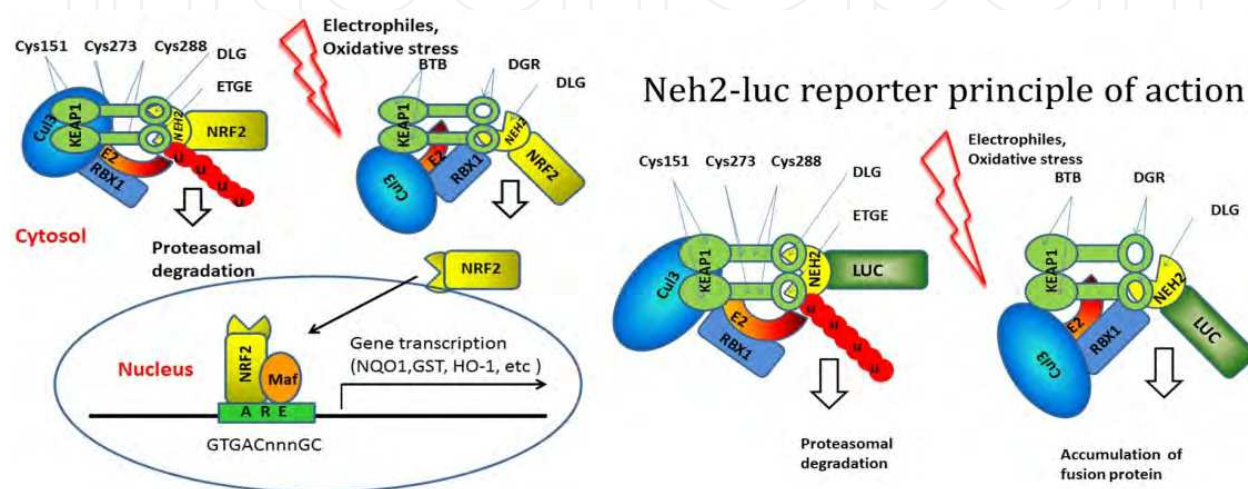 Electrophiles,
Oxidative stress
Cys151 Cys273 Cys288
DLG
ETGE
Cul3
KEAP1
KEAP1
NEH2
NRF2
E2
RBX1
u
u
u
u
u
BTB
DGR
DLG
KEAP1
NEH2
NRF2
E2
RBX1
Cul3
Cytosol
Proteasomal
degradation
NRF2
Nucleus
NRF2
Maf
A R E
Gene transcription
(NQO1,GST, HO-1, etc )
GTGACnnnGC
Neh2-luc reporter principle of action
Electrophiles,
Oxidative stress
Cys151 Cys273 Cys288
DLG
ETGE
Cul3
KEAP1
NEH2
LUC
E2
RBX1
u
u
u
u
u
BTB
DGR
DLG
KEAP1
NEH2
LUC
E2
RBX1
Cul3
Proteasomal
degradation
Accumulation of
fusion protein